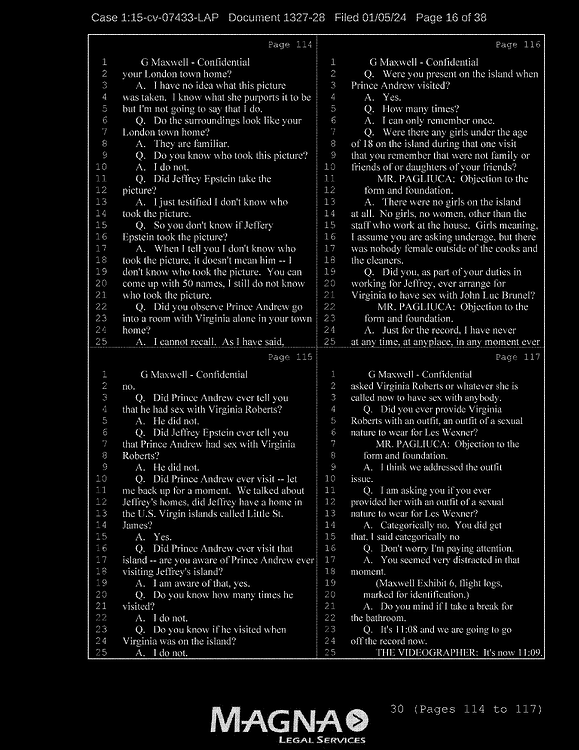 Case 1:15-cv-07433-LAP Document 1327-28 Filed 01/05/24 Page 16 of 38
Page 114
1 G Maxwell - Confidential
2 your London town home?
3 A. I have no idea what this picture
4 was taken. I know what she purports it to be
5 but I'm not going to say that I do.
6 Q. Do the surroundings look like your
7 London town home?
8 A. They are familiar.
9 Q. Do you know who took this picture?
10 A. I do not.
11 Q. Did Jeffrey Epstein take the
12 picture?
13 A. I just testified I don't know who
14 took the picture.
15 Q. So you don't know if Jeffery
16 Epstein took the picture?
17 A. When I tell you I don't know who
18 took the picture, it doesn't mean him -- I
19 don't know who took the picture. You can
20 come up with 50 names, I still do not know
21 who took the picture.
22 Q. Did you observe Prince Andrew go
23 into a room with Virginia alone in your town
24 home?
25 A. I cannot recall. As I have said,
Page 115
1 G Maxwell - Confidential
2 no.
3 Q. Did Prince Andrew ever tell you
4 that he had sex with Virginia Roberts?
5 A. He did not.
6 Q. Did Jeffrey Epstein ever tell you
7 that Prince Andrew had sex with Virginia
8 Roberts?
9 A. He did not.
10 Q. Did Prince Andrew ever visit -- let
11 me back up for a moment. We talked about
12 Jeffrey's homes, did Jeffrey have a home in
13 the U.S. Virgin islands called Little St.
14 James?
15 A. Yes.
16 Q. Did Prince Andrew ever visit that
17 island -- are you aware of Prince Andrew ever
18 visiting Jeffrey's island?
19 A. I am aware of that, yes.
20 Q. Do you know how many times he
21 visited?
22 A. I do not.
23 Q. Do you know if he visited when
24 Virginia was on the island?
25 A. I do not.
Page 116
1 G Maxwell - Confidential
2 Q. Were you present on the island when
3 Prince Andrew visited?
4 A. Yes.
5 Q. How many times?
6 A. I can only remember once.
7 Q. Were there any girls under the age
8 of 18 on the island during that one visit
9 that you remember that were not family or
10 friends of or daughters of your friends?
11 MR. PAGLIUCA: Objection to the
12 form and foundation.
13 A. There were no girls on the island
14 at all. No girls, no women, other than the
15 staff who work at the house. Girls meaning,
16 I assume you are asking underage, but there
17 was nobody female outside of the cooks and
18 the cleaners.
19 Q. Did you, as part of your duties in
20 working for Jeffrey, ever arrange for
21 Virginia to have sex with John Luc Brunel?
22 MR. PAGLIUCA: Objection to the
23 form and foundation.
24 A. Just for the record, I have never
25 at any time, at anyplace, in any moment ever
Page 117
1 G Maxwell - Confidential
2 asked Virginia Roberts or whatever she is
3 called now to have sex with anybody.
4 Q. Did you ever provide Virginia
5 Roberts with an outfit, an outfit of a sexual
6 nature to wear for Les Wexner?
7 MR. PAGLIUCA: Objection to the
8 form and foundation.
9 A. I think we addressed the outfit
10 issue.
11 Q. I am asking you if you ever
12 provided her with an outfit of a sexual
13 nature to wear for Les Wexner?
14 A. Categorically no. You did get
15 that, I said categorically no
16 Q. Don't worry I'm paying attention.
17 A. You seemed very distracted in that
18 moment.
19 (Maxwell Exhibit 6, flight logs,
20 marked for identification.)
21 A. Do you mind if I take a break for
22 the bathroom.
23 Q. It's 11:08 and we are going to go
24 off the record now.
25 THE VIDEOGRAPHER: It's now 11:09.
30 (Pages 114 to 117)
MAGNA
LEGAL SERVICES